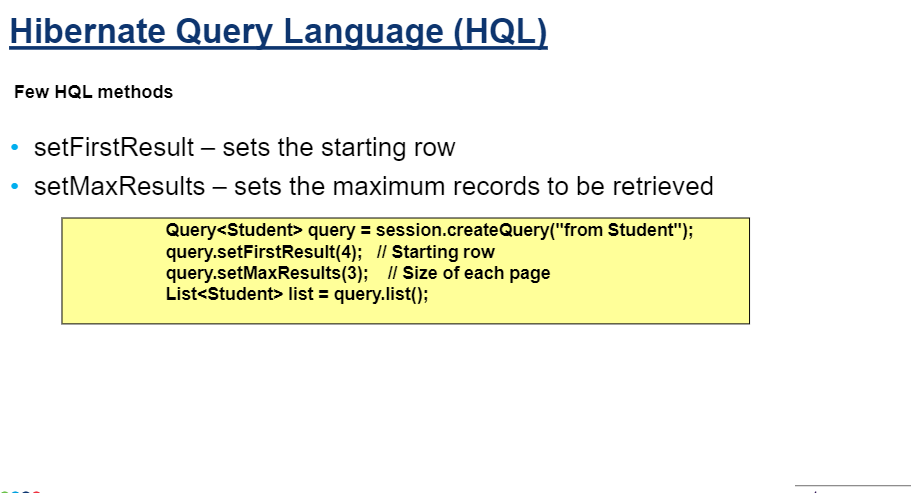 Hibernate Query Language (HQL)
Few HQL methods
• setFirstResult – sets the starting row
• setMaxResults – sets the maximum records to be retrieved
Query<Student> query = session.createQuery("from Student");
query.setFirstResult(4); // Starting row
query.setMaxResults(3); // Size of each page
List<Student> list = query.list();